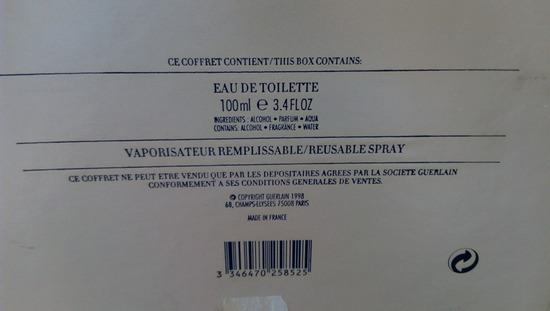 CE COFFRET CONTIENT/THIS BOX CONTAINS:
EAU DE TOILETTE
100ml ℮ 3.4FLOZ
INGREDIENTS : ALCOHOL • PARFUM • AQUA
CONTAINS: ALCOHOL • FRAGRANCE • WATER
VAPORISATEUR REMPLISSABLE/REUSABLE SPRAY
CE COFFRET NE PEUT ETRE VENDU QUE PAR LES DEPOSITAIRES AGREES PAR LA SOCIETE GUERLAIN
CONFORMEMENT A SES CONDITIONS GENERALES DE VENTES.
© COPYRIGHT GUERLAIN 1998
68, CHAMPS-ELYSEES 75008 PARIS
MADE IN FRANCE
3 346470 258525